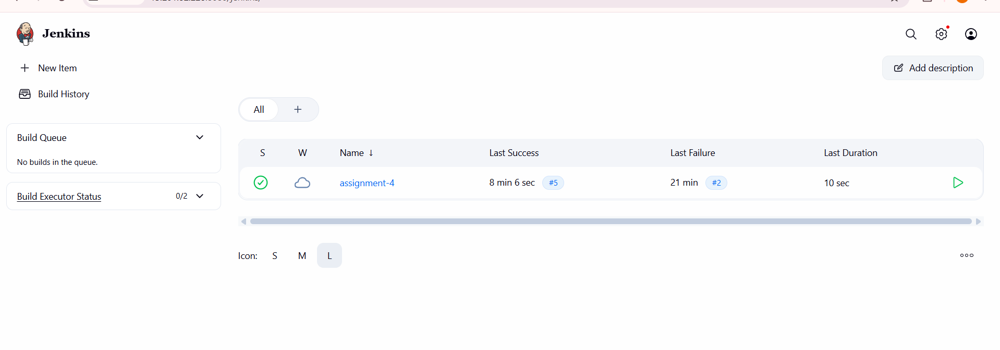 Jenkins
New Item
Add description
Build History
All
Build Queue
No builds in the queue.
Build Executor Status 0/2
S W Name ↓ Last Success Last Failure Last Duration
assignment-4 8 min 6 sec #5 21 min #2 10 sec
Icon: S M L